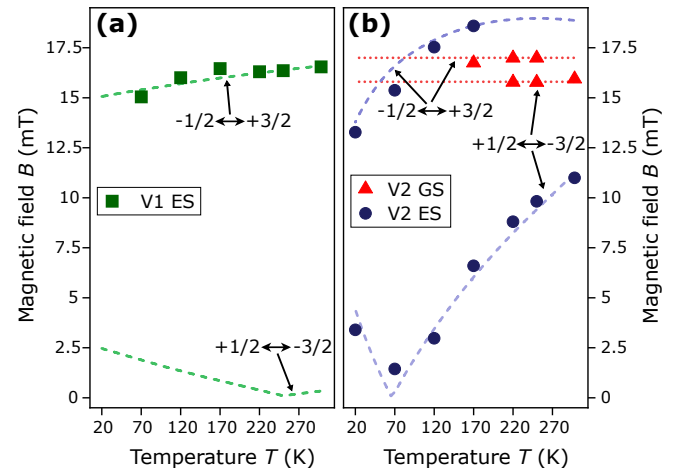 (a)
(b)
17.5
15
12.5
10
7.5
5
2.5
0
Magnetic field B (mT)
-1/2↔+3/2
V1 ES
+1/2↔-3/2
20 70 120 170 220 270
Temperature T (K)
-1/2↔+3/2
+1/2↔-3/2
V2 GS
V2 ES
20 70 120 170 220 270
Temperature T (K)
17.5
15
12.5
10
7.5
5
2.5
0
Magnetic field B (mT)